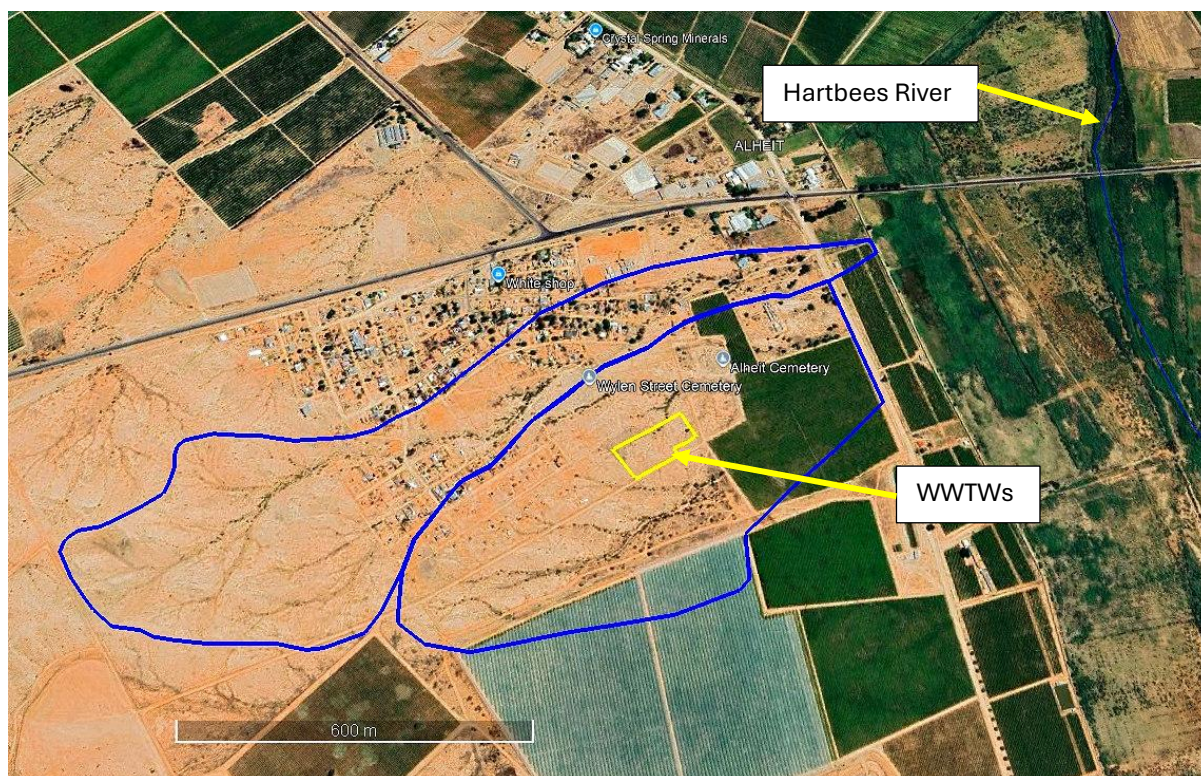 Crystal Spring Minerals
Hartbees River
ALHEIT
White shop
Alheit Cemetery
Wylen Street Cemetery
WWTWs
600 m